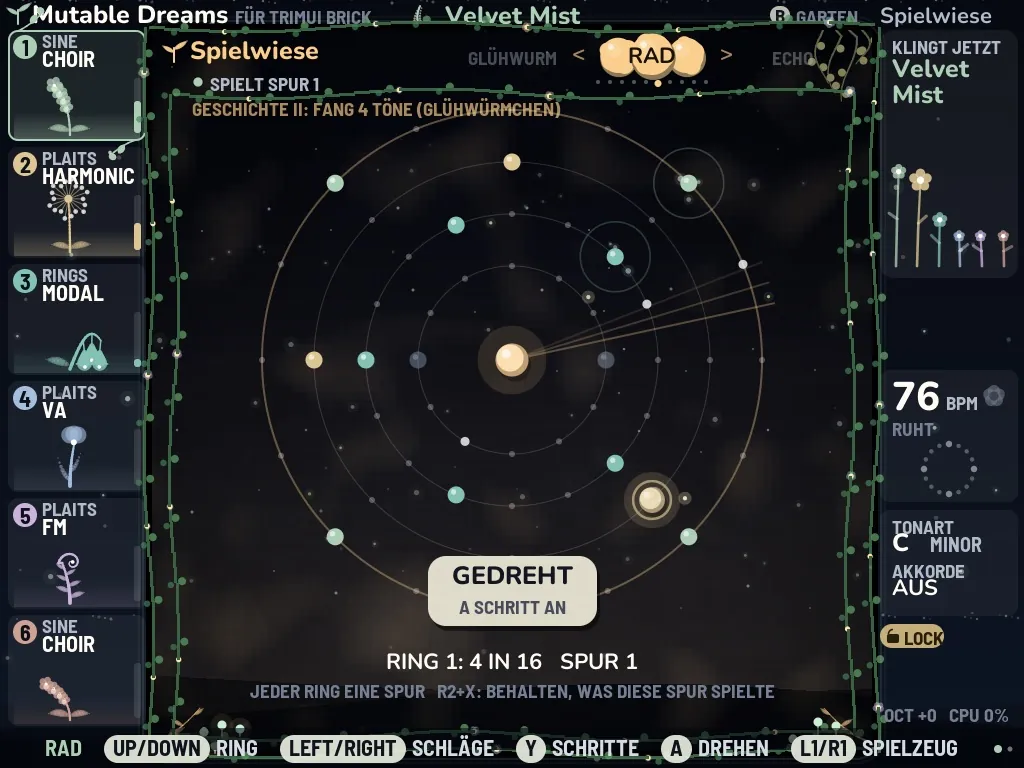 Mutable Dreams FÜR TRIMUI BRICK
Velvet Mist
B GARTEN
Spielwiese
1 SINE
CHOIR
2 PLAITS
HARMONIC
3 RINGS
MODAL
4 PLAITS
VA
5 PLAITS
FM
6 SINE
CHOIR
Spielwiese
GLÜHWURM < RAD > ECHO
SPIELT SPUR 1
GESCHICHTE II: FANG 4 TÖNE (GLÜHWÜRMCHEN)
GEDREHT
A SCHRITT AN
RING 1: 4 IN 16 SPUR 1
JEDER RING EINE SPUR R2+X: BEHALTEN, WAS DIESE SPUR SPIELTE
KLINGT JETZT
Velvet
Mist
76 BPM
RUHT
TONART
C MINOR
AKKORDE
AUS
LOCK
OCT +0 CPU 0%
RAD UP/DOWN RING LEFT/RIGHT SCHLÄGE Y SCHRITTE A DREHEN L1/R1 SPIELZEUG